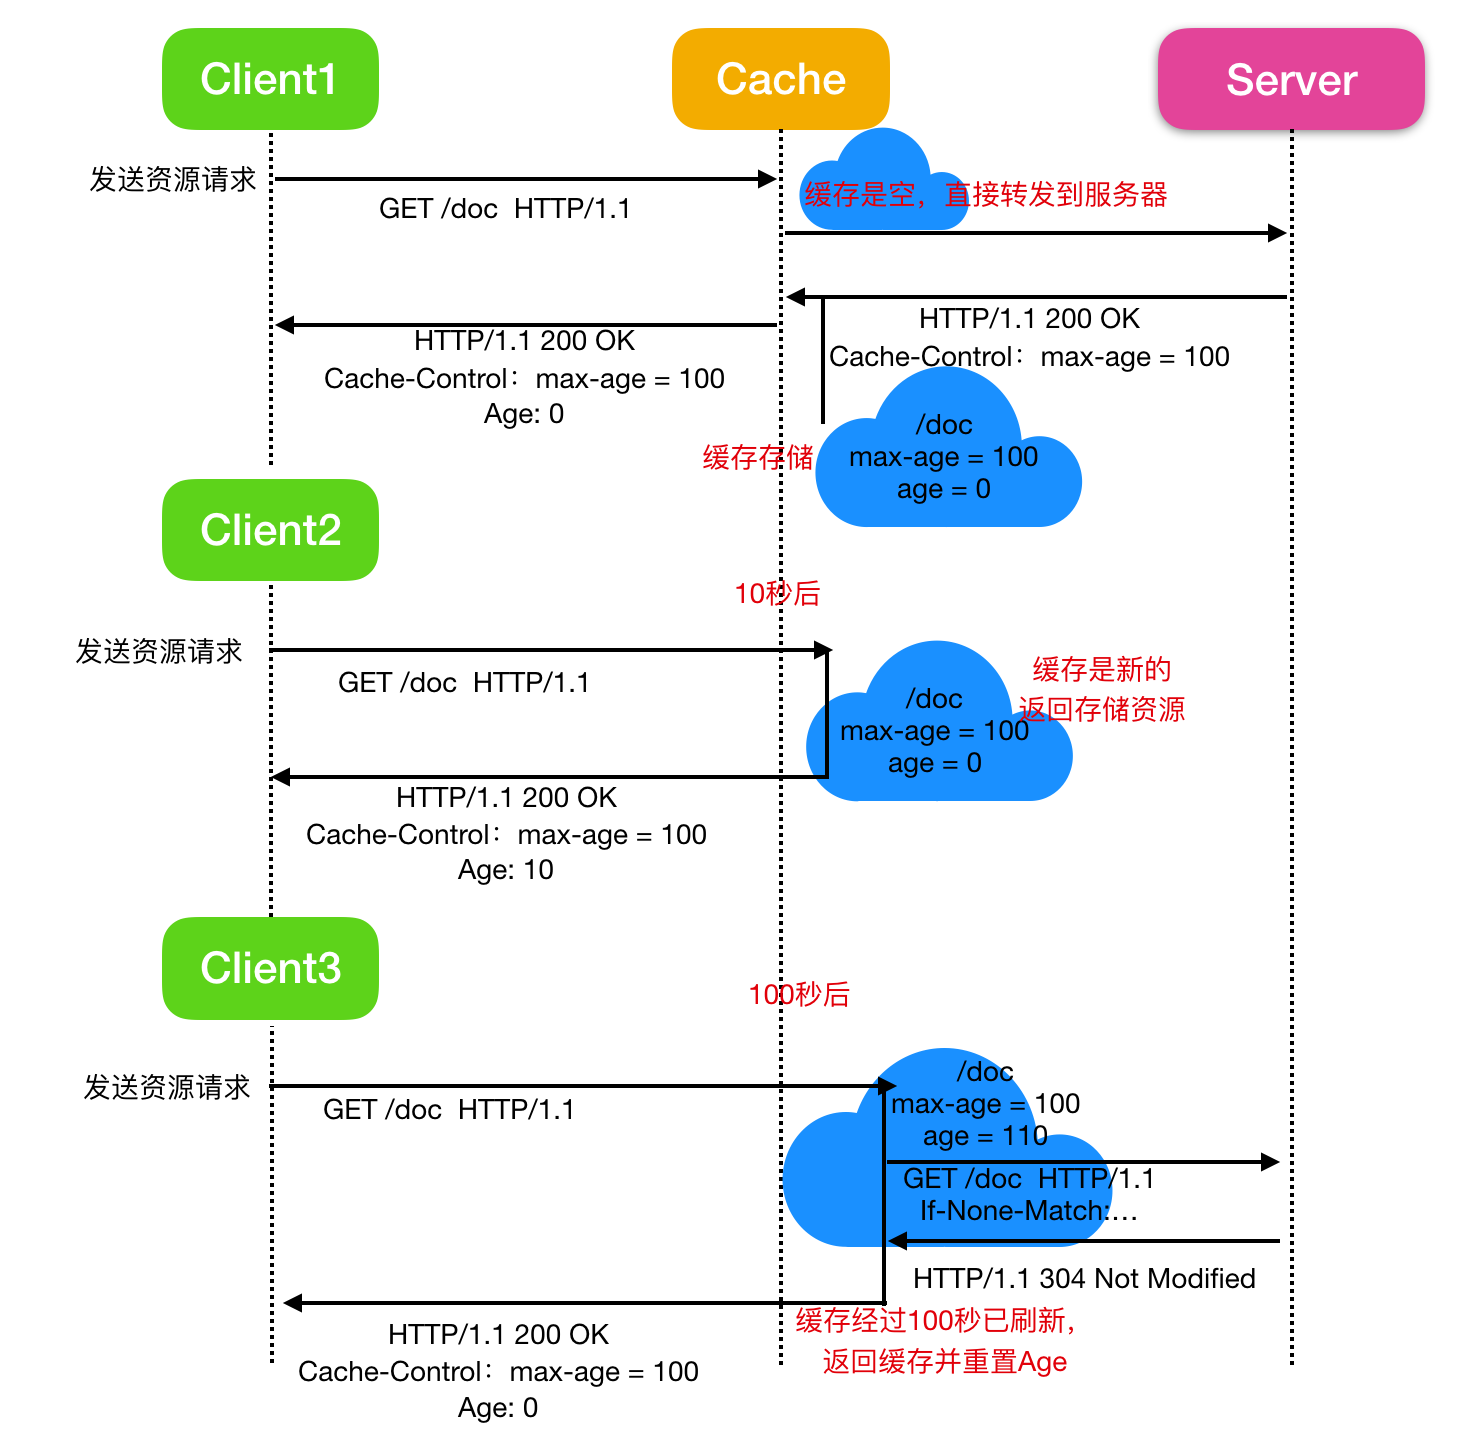 Client1
Cache
Server
发送资源请求
GET /doc  HTTP/1.1
缓存是空，直接转发到服务器
HTTP/1.1 200 OK
Cache-Control：max-age = 100
HTTP/1.1 200 OK
Cache-Control：max-age = 100
Age: 0
缓存存储
/doc
max-age = 100
age = 0
Client2
10秒后
发送资源请求
GET /doc  HTTP/1.1
缓存是新的
返回存储资源
/doc
max-age = 100
age = 0
HTTP/1.1 200 OK
Cache-Control：max-age = 100
Age: 10
Client3
100秒后
发送资源请求
GET /doc  HTTP/1.1
/doc
max-age = 100
age = 110
GET /doc  HTTP/1.1
If-None-Match:...
HTTP/1.1 304 Not Modified
缓存经过100秒已刷新，
返回缓存并重置Age
HTTP/1.1 200 OK
Cache-Control：max-age = 100
Age: 0